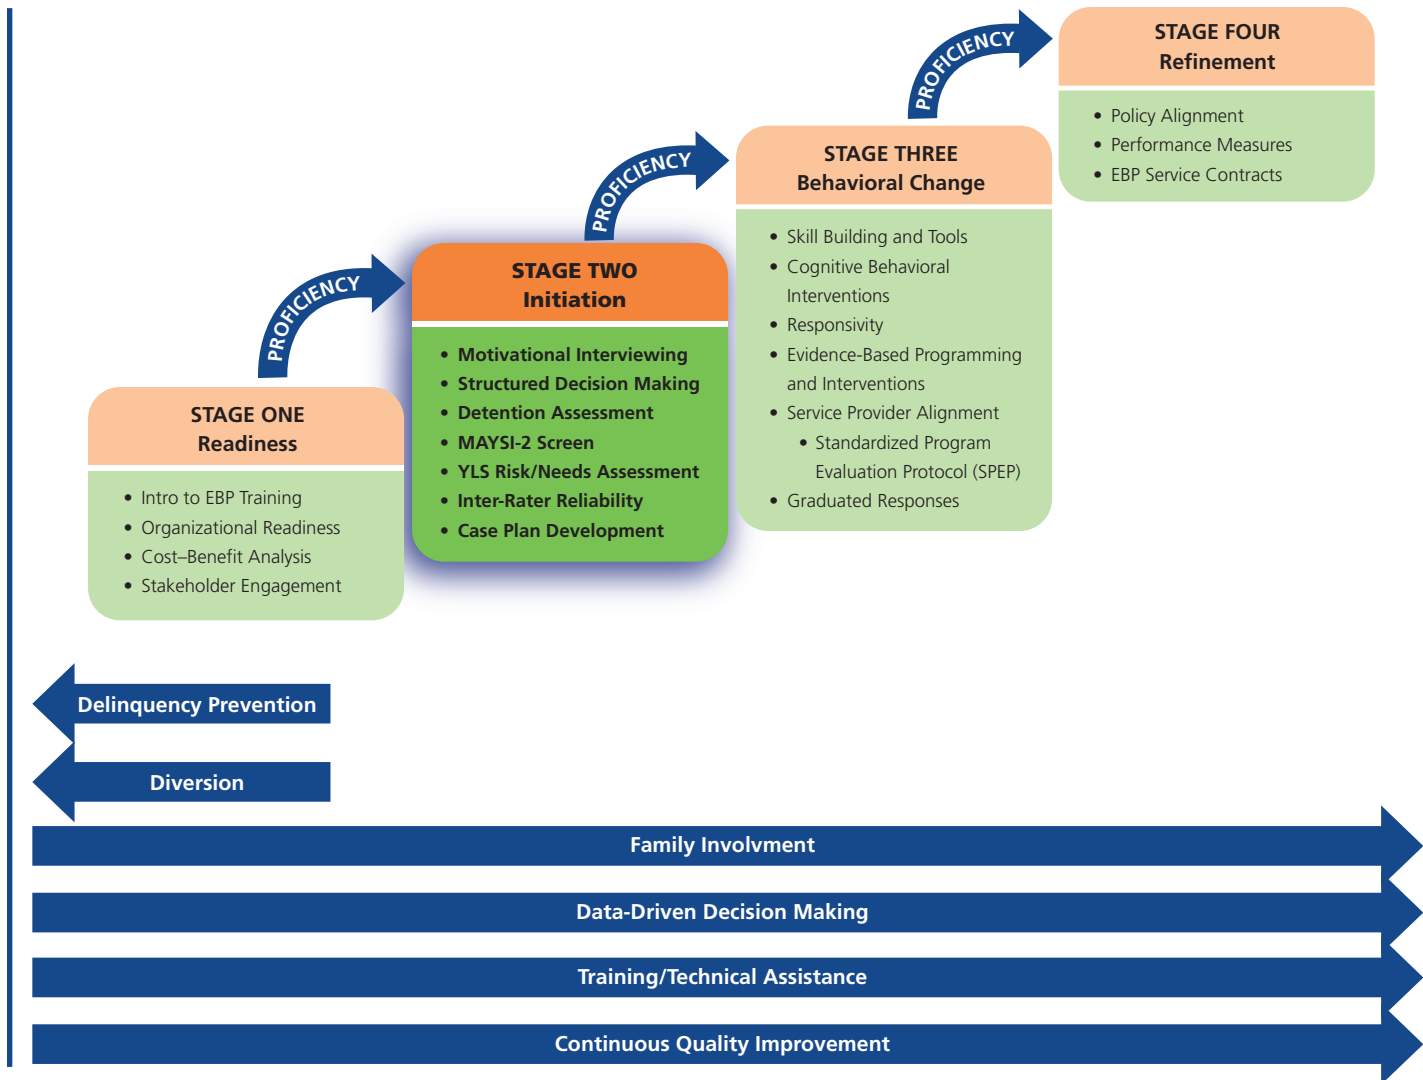 STAGE ONE
Readiness
• Intro to EBP Training
• Organizational Readiness
• Cost–Benefit Analysis
• Stakeholder Engagement
PROFICIENCY
STAGE TWO
Initiation
• Motivational Interviewing
• Structured Decision Making
• Detention Assessment
• MAYSI-2 Screen
• YLS Risk/Needs Assessment
• Inter-Rater Reliability
• Case Plan Development
PROFICIENCY
STAGE THREE
Behavioral Change
• Skill Building and Tools
• Cognitive Behavioral
Interventions
• Responsivity
• Evidence-Based Programming
and Interventions
• Service Provider Alignment
• Standardized Program
Evaluation Protocol (SPEP)
• Graduated Responses
PROFICIENCY
STAGE FOUR
Refinement
• Policy Alignment
• Performance Measures
• EBP Service Contracts
Delinquency Prevention
Diversion
Family Involvment
Data-Driven Decision Making
Training/Technical Assistance
Continuous Quality Improvement